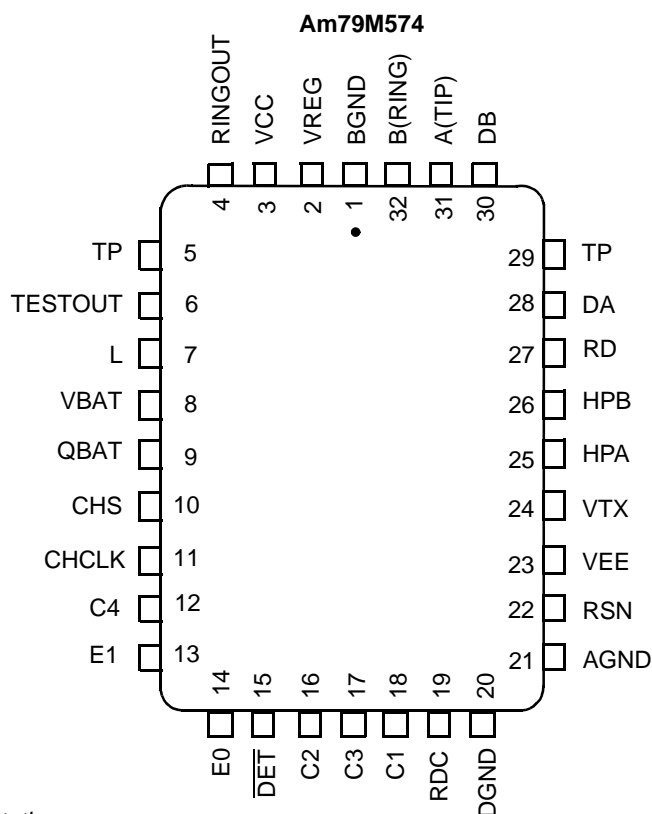 Am79M574
RINGOUT
VCC
VREG
BGND
B(RING)
A(TIP)
DB
4
3
2
1
32
31
30
TP 5
TESTOUT 6
L 7
VBAT 8
QBAT 9
CHS 10
CHCLK 11
C4 12
E1 13
29 TP
28 DA
27 RD
26 HPB
25 HPA
24 VTX
23 VEE
22 RSN
21 AGND
14
15
16
17
18
19
20
E0
DET
C2
C3
C1
RDC
DGND